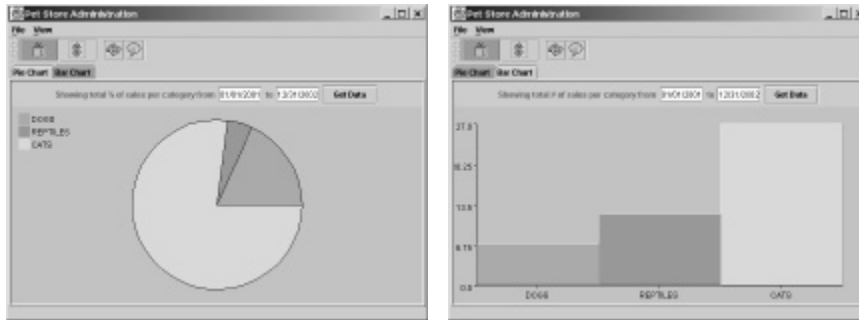 Pet Store Administration
File View
Pie Chart Bar Chart
Showing total % of sales per category from 01/01/2001 to 12/31/2002 Get Data
DOGS
REPTILES
CATS
Pet Store Administration
File View
Pie Chart Bar Chart
Showing total # of sales per category from 01/01/2001 to 12/31/2002 Get Data
27.0
20.25
13.5
6.75
0.0
DOGS REPTILES CATS